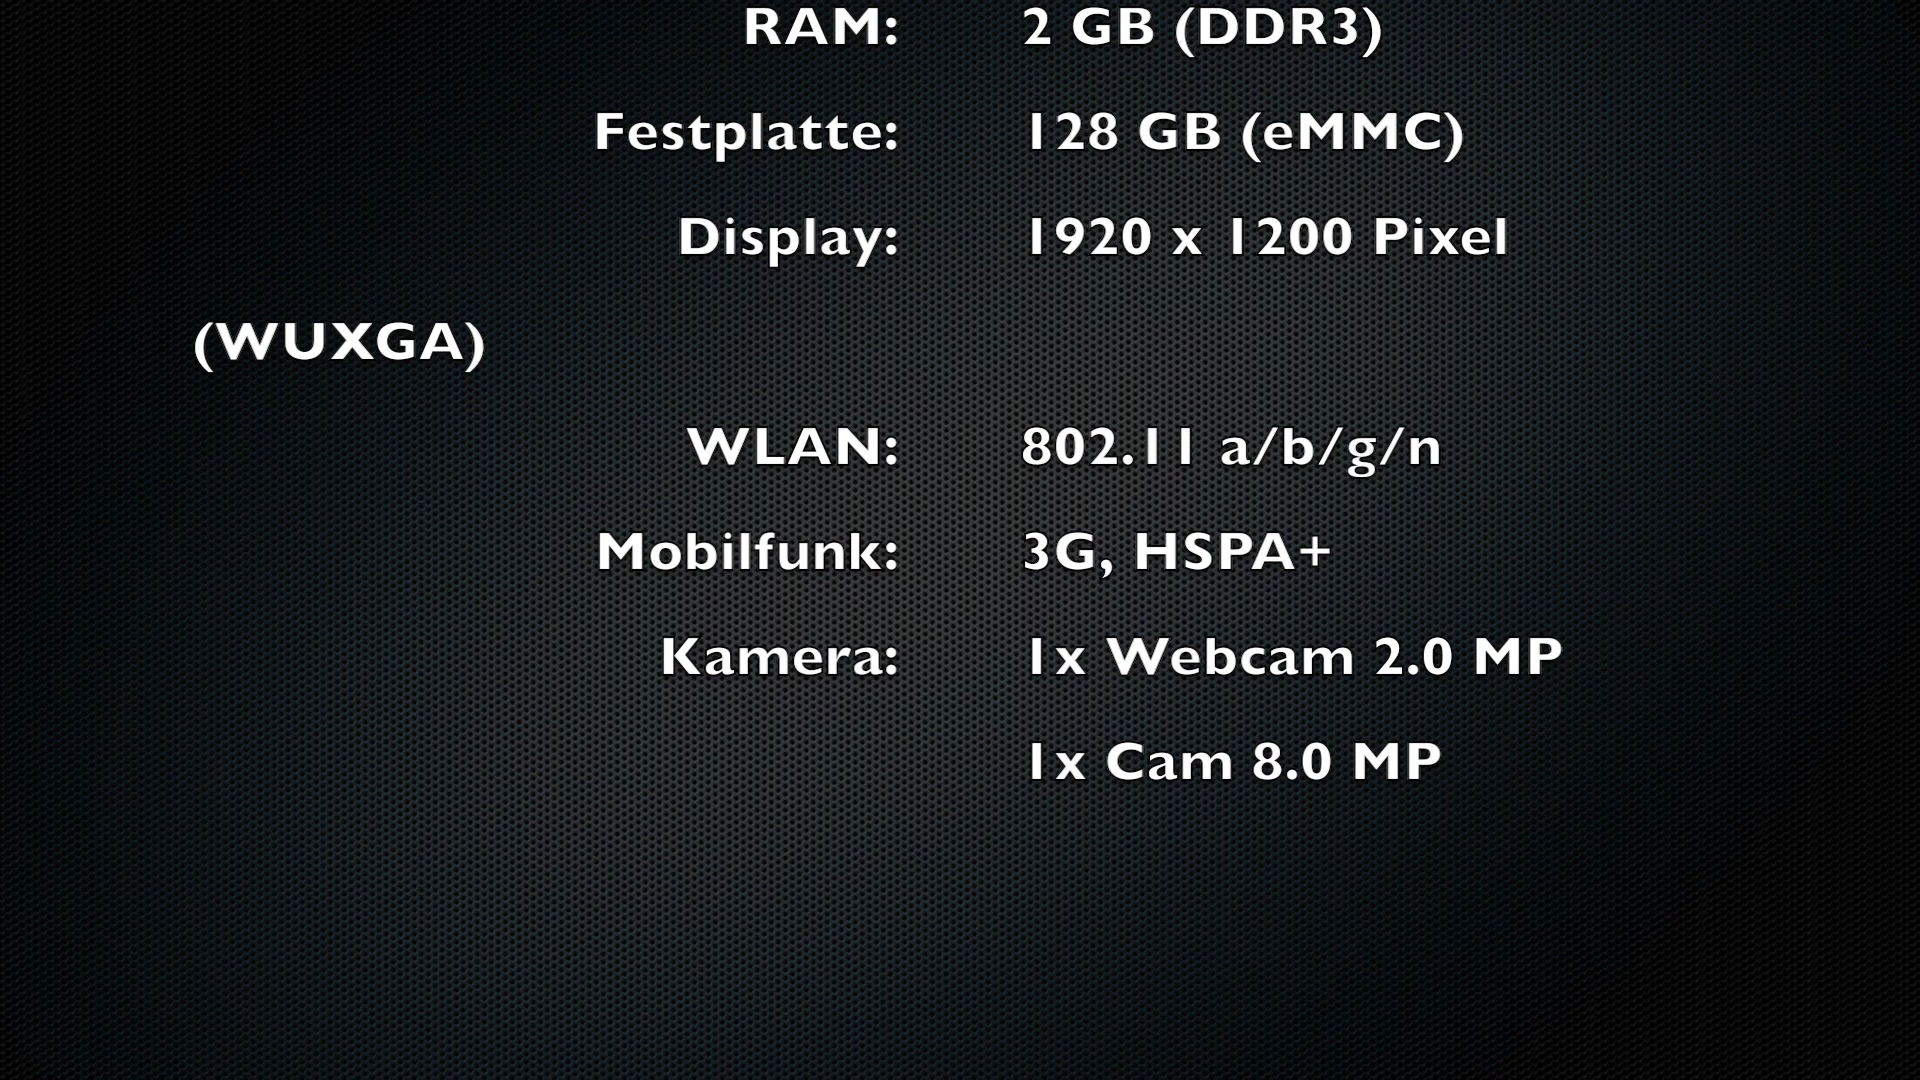 RAM: 2 GB (DDR3)
Festplatte: 128 GB (eMMC)
Display: 1920 x 1200 Pixel
(WUXGA)
WLAN: 802.11 a/b/g/n
Mobilfunk: 3G, HSPA+
Kamera: 1x Webcam 2.0 MP
1x Cam 8.0 MP